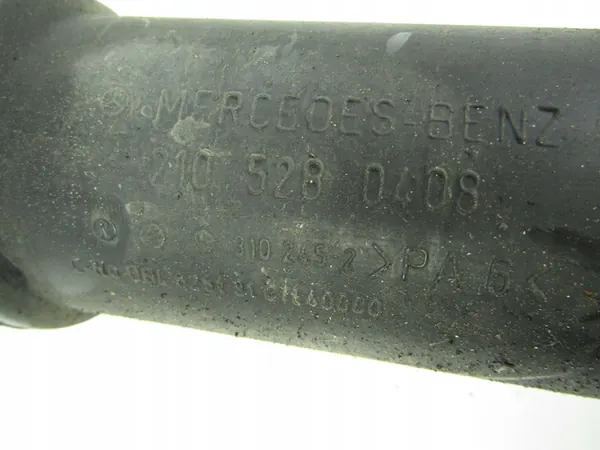 MERCEDES-BENZ
210 528 0408
310 245 2 >PA 6<